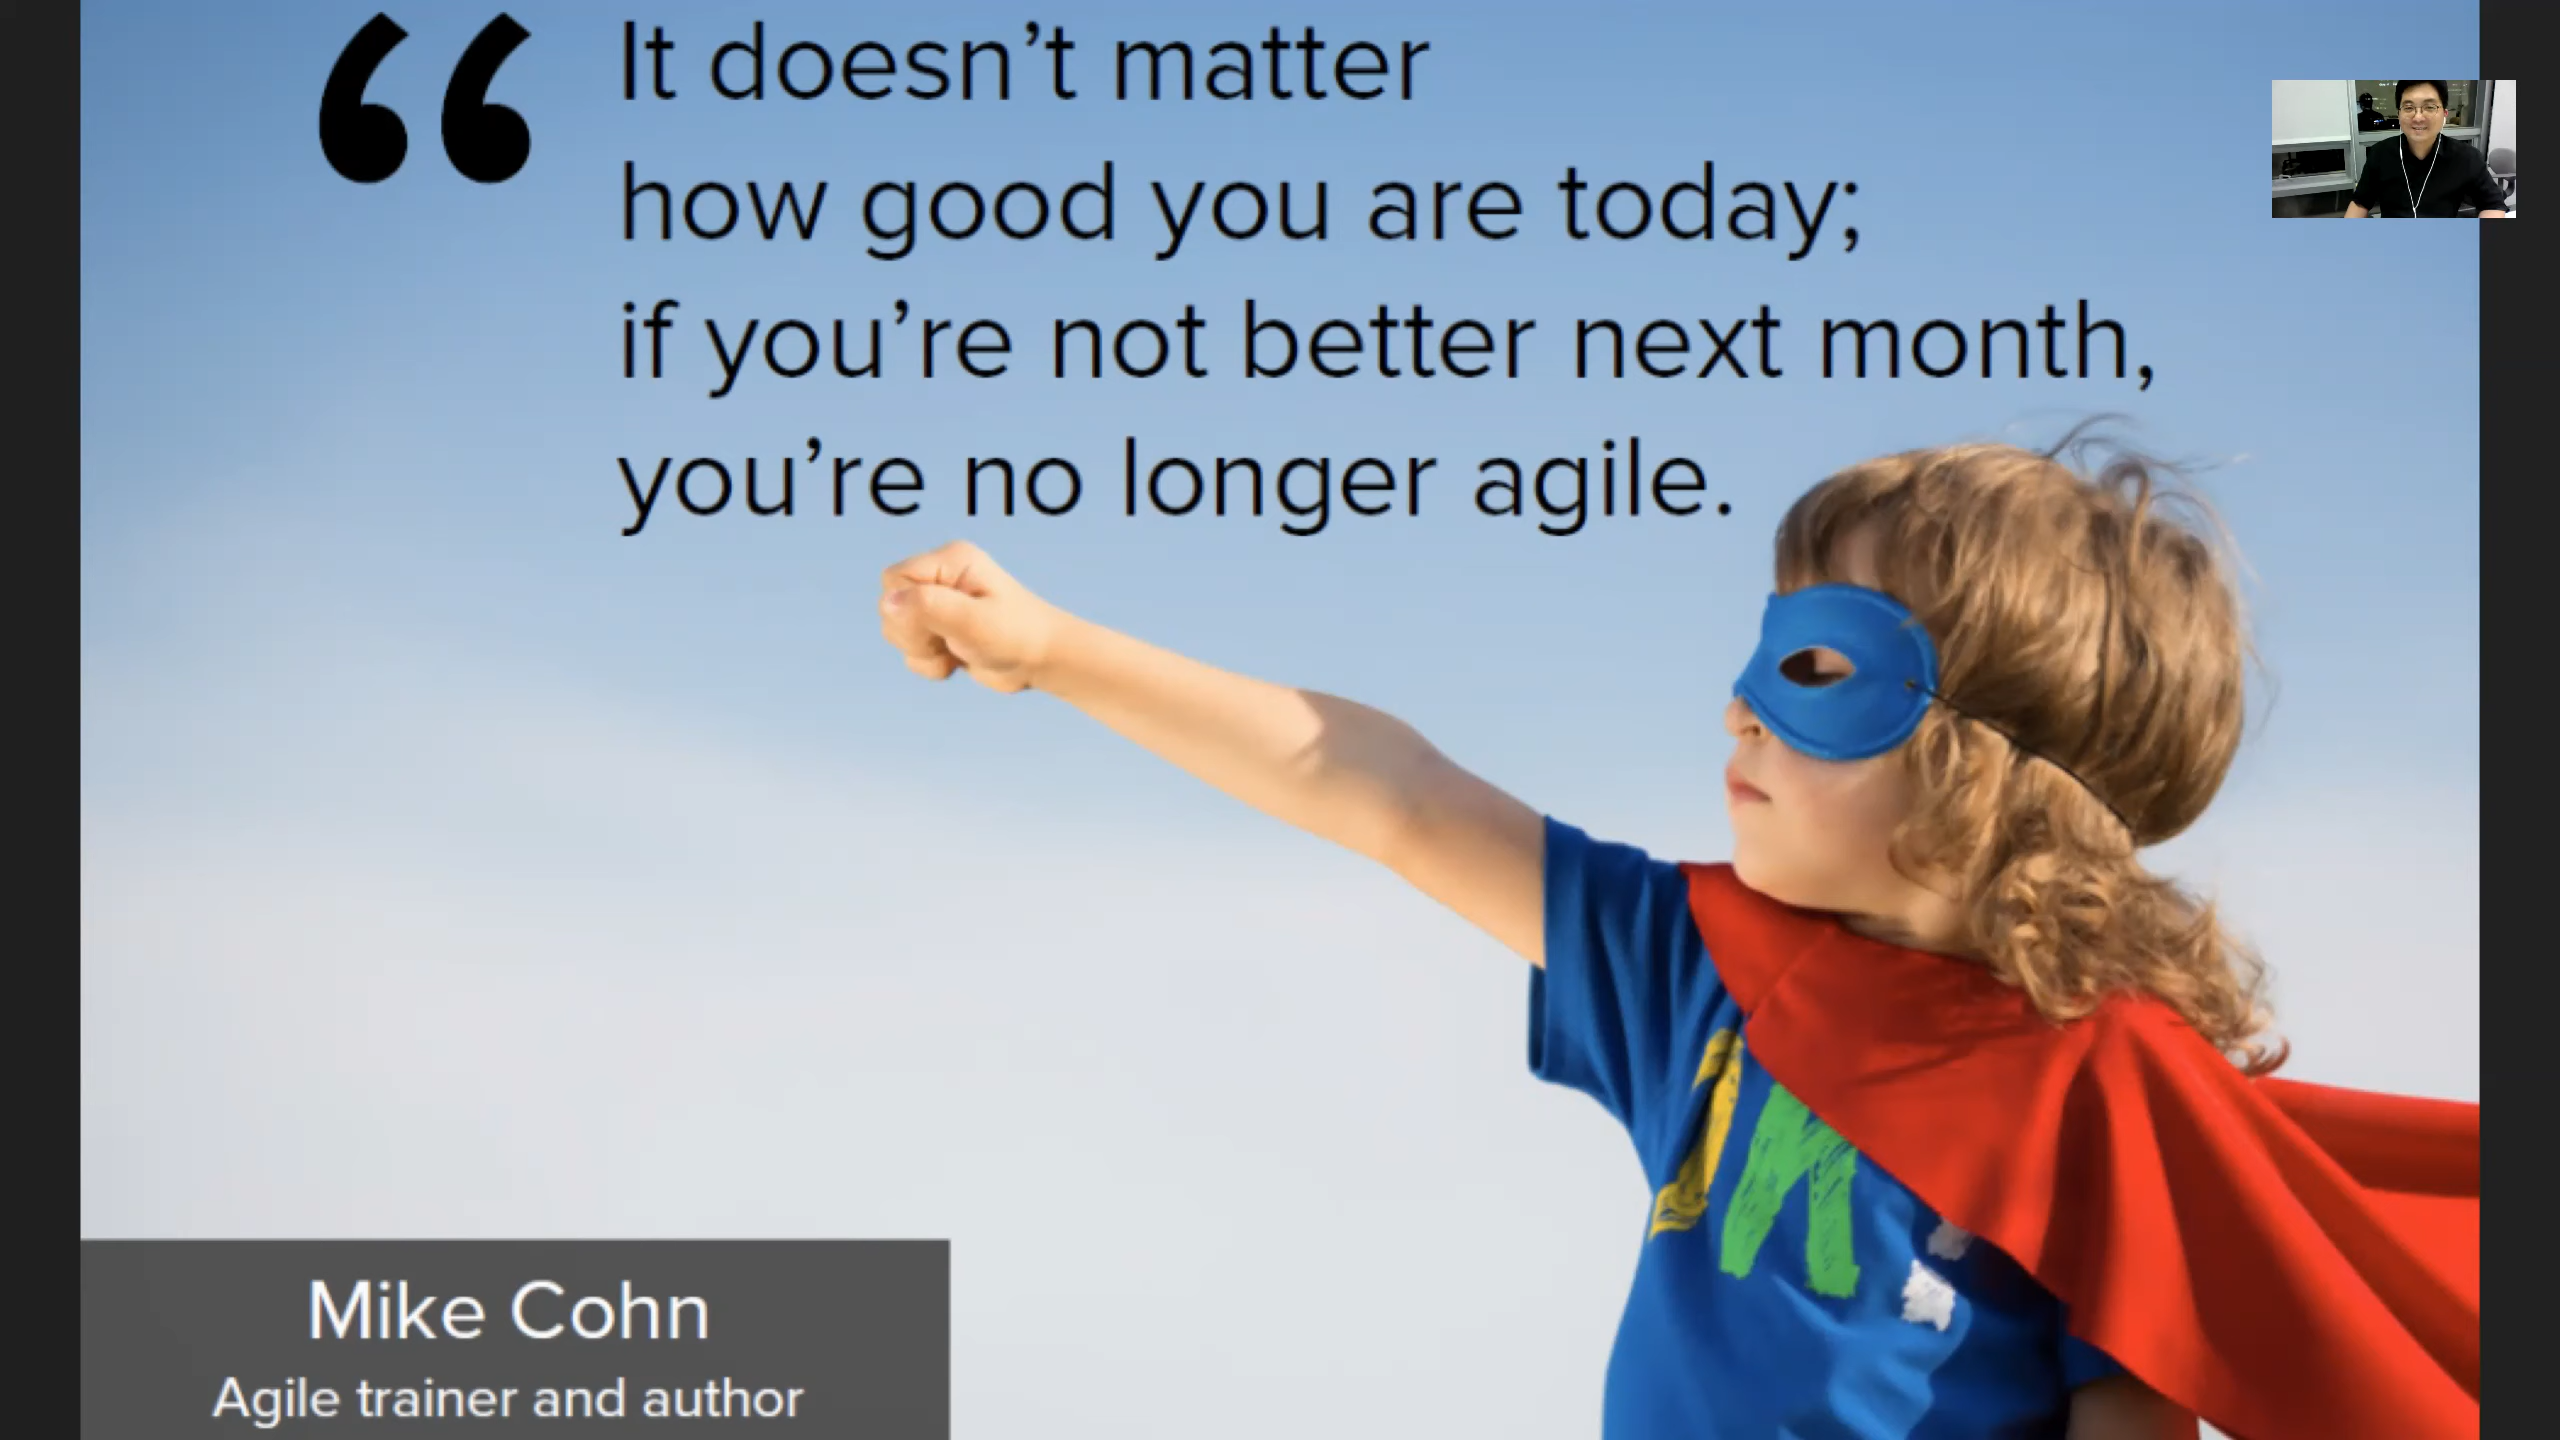 “
It doesn’t matter
how good you are today;
if you’re not better next month,
you’re no longer agile.
Mike Cohn
Agile trainer and author